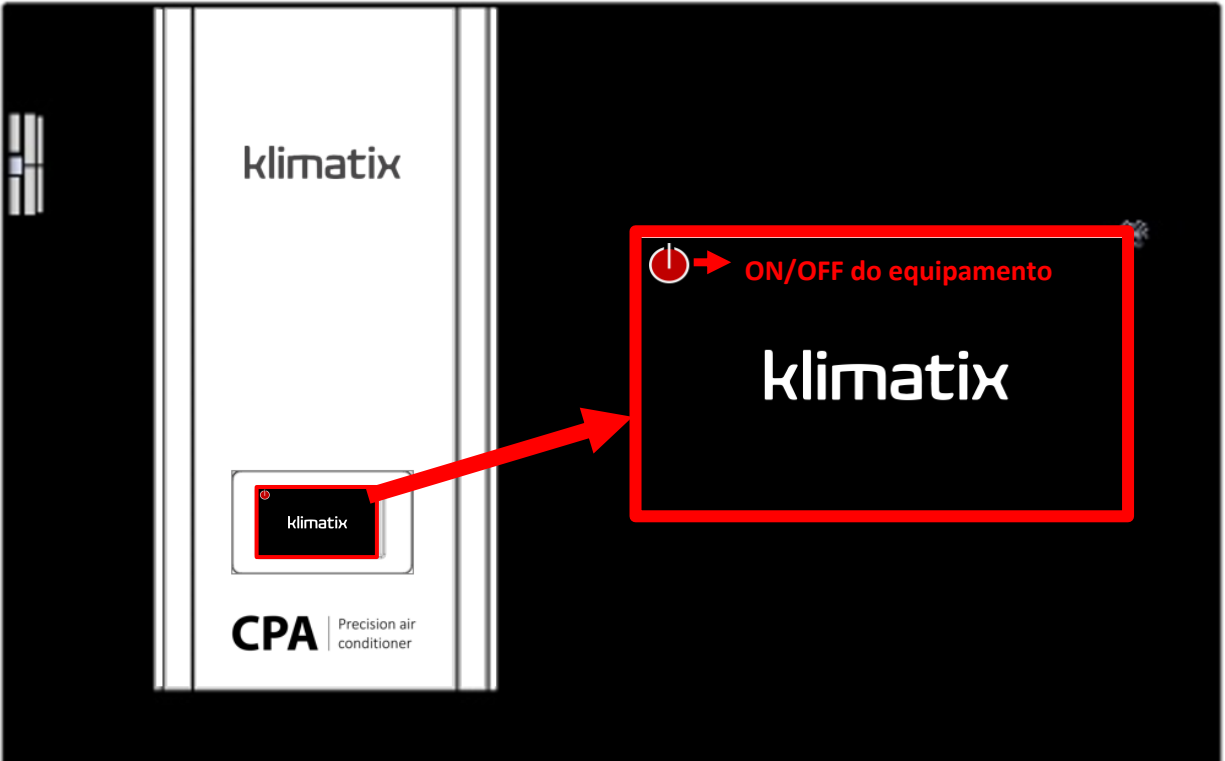 klimatix
klimatix
CPA
Precision air
conditioner
ON/OFF do equipamento
klimatix